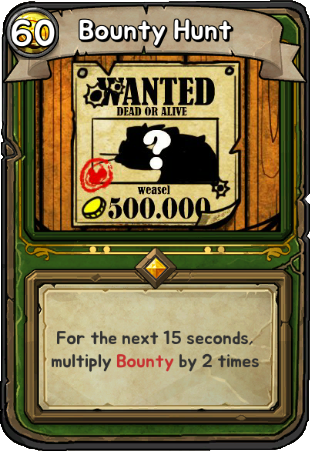 60 Bounty Hunt
WANTED
DEAD OR ALIVE
?
weasel
500.000
For the next 15 seconds,
multiply Bounty by 2 times